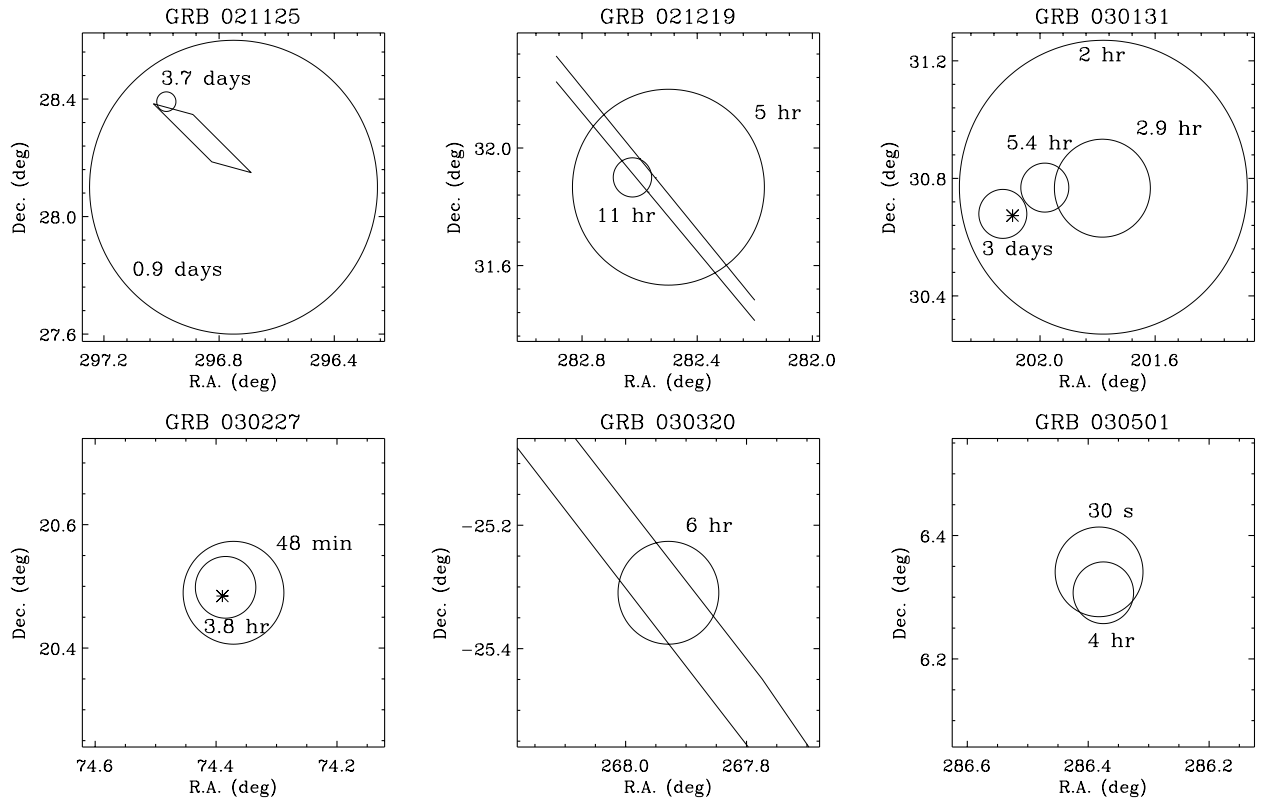 GRB 021125
3.7 days
28.4
28.0
0.9 days
27.6
297.2 296.8 296.4
R.A. (deg)
Dec. (deg)
GRB 021219
5 hr
32.0
11 hr
31.6
282.8 282.4 282.0
R.A. (deg)
Dec. (deg)
GRB 030131
2 hr
31.2
2.9 hr
5.4 hr
30.8
3 days
30.4
202.0 201.6
R.A. (deg)
Dec. (deg)
GRB 030227
48 min
20.6
3.8 hr
20.4
74.6 74.4 74.2
R.A. (deg)
Dec. (deg)
GRB 030320
6 hr
−25.2
−25.4
268.0 267.8
R.A. (deg)
Dec. (deg)
GRB 030501
30 s
6.4
4 hr
6.2
286.6 286.4 286.2
R.A. (deg)
Dec. (deg)